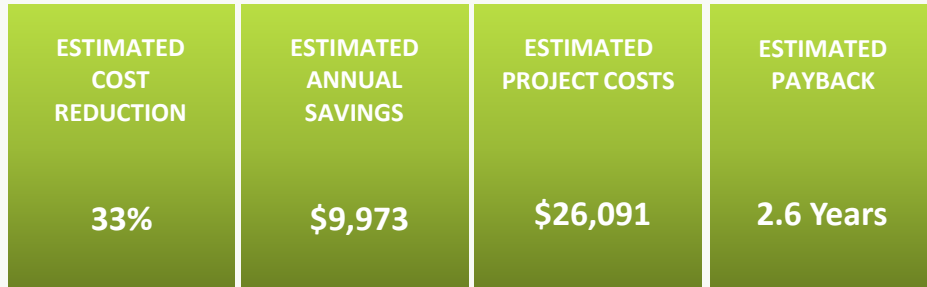 ESTIMATED
COST
REDUCTION
33%
ESTIMATED
ANNUAL
SAVINGS
$9,973
ESTIMATED
PROJECT COSTS
$26,091
ESTIMATED
PAYBACK
2.6 Years